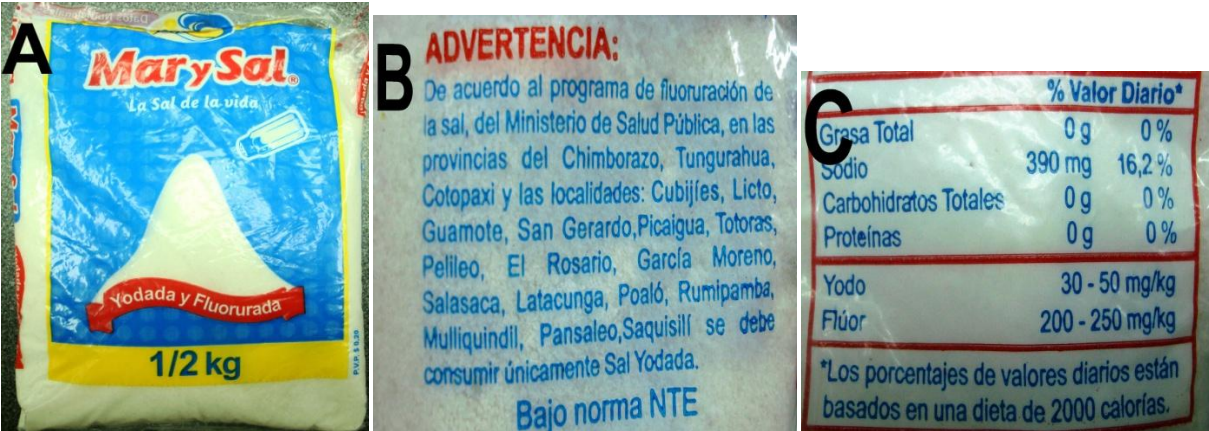 A
Mar y Sal®
La Sal de la vida
Yodada y Fluorurada
1/2 kg
P.V.P. $ 0,20
B
ADVERTENCIA:
De acuerdo al programa de fluoruración de
la sal, del Ministerio de Salud Pública, en las
provincias del Chimborazo, Tungurahua,
Cotopaxi y las localidades: Cubijíes, Licto,
Guamote, San Gerardo,Picaigua, Totoras,
Pelileo, El Rosario, García Moreno,
Salasaca, Latacunga, Poaló, Rumipamba,
Mulliquindil, Pansaleo,Saquisilí se debe
consumir únicamente Sal Yodada.
Bajo norma NTE
C
% Valor Diario*
Grasa Total 0 g 0 %
Sodio 390 mg 16,2 %
Carbohidratos Totales 0 g 0 %
Proteínas 0 g 0 %
Yodo 30 - 50 mg/kg
Flúor 200 - 250 mg/kg
*Los porcentajes de valores diarios están
basados en una dieta de 2000 calorías.